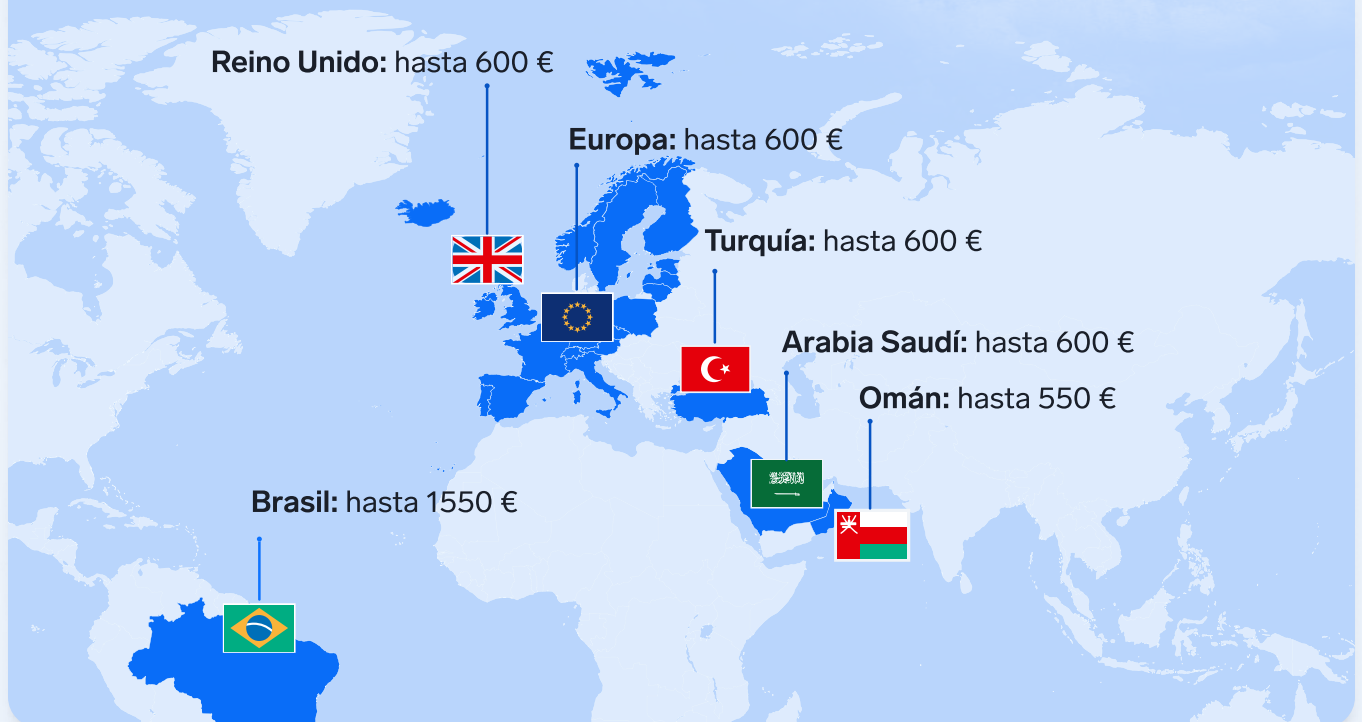 Reino Unido: hasta 600 €
Europa: hasta 600 €
Turquía: hasta 600 €
Arabia Saudí: hasta 600 €
Omán: hasta 550 €
Brasil: hasta 1550 €